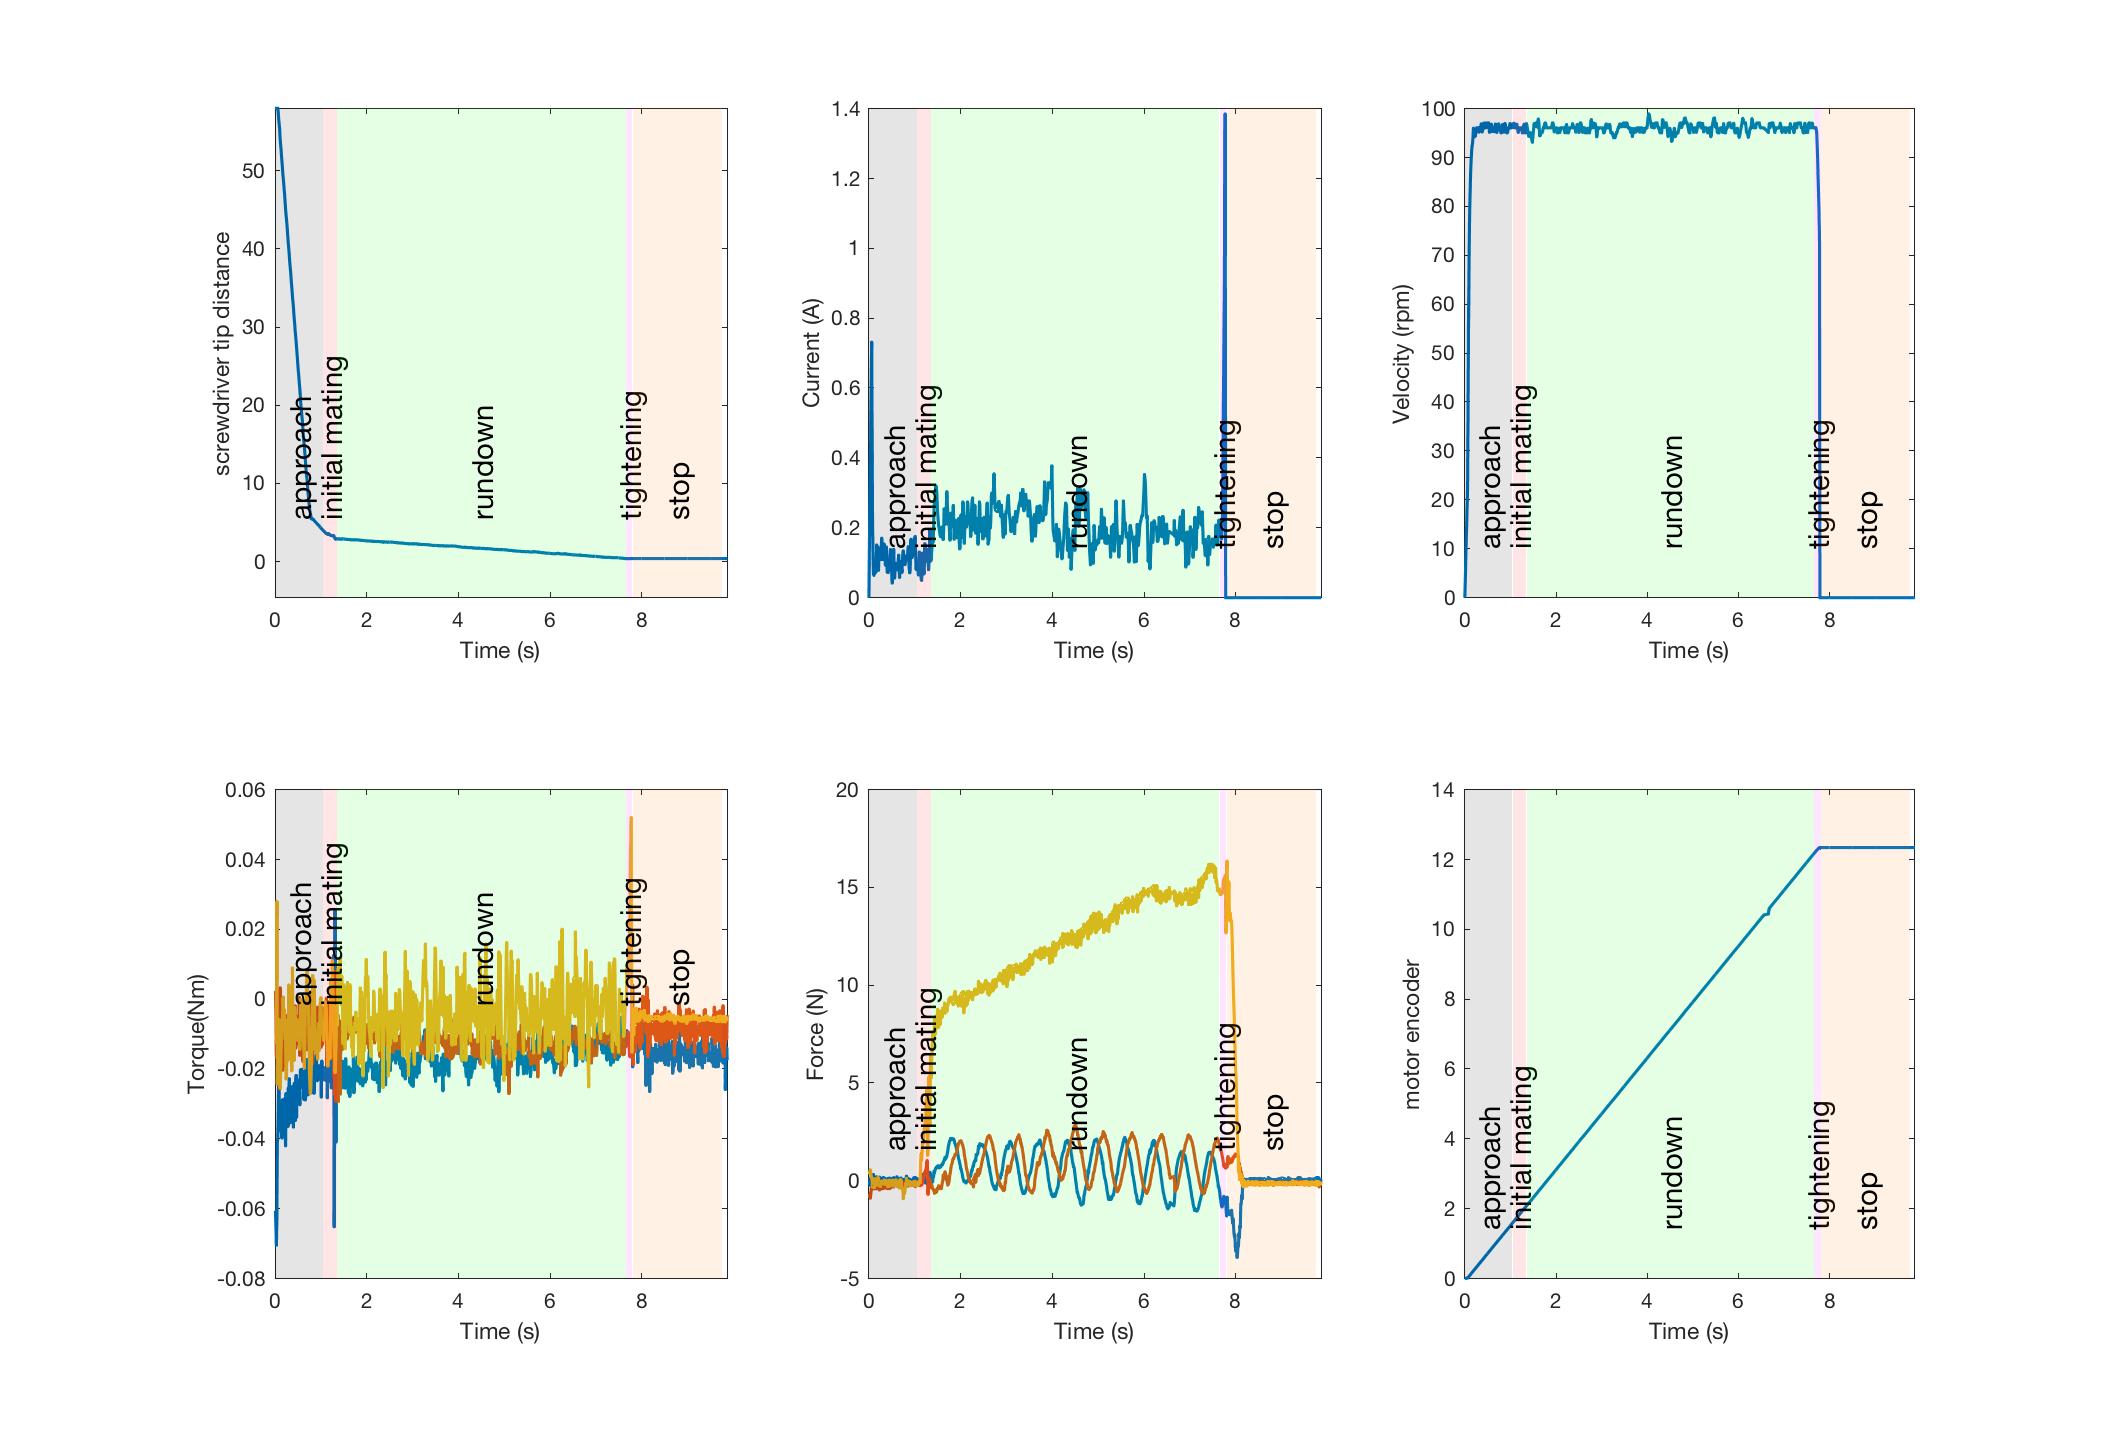 screwdriver tip distance
50
40
30
20
10
0
approach
initial mating
rundown
tightening
stop
0 2 4 6 8
Time (s)
Current (A)
1.4
1.2
1
0.8
0.6
0.4
0.2
0
approach
initial mating
rundown
tightening
stop
0 2 4 6 8
Time (s)
Velocity (rpm)
100
90
80
70
60
50
40
30
20
10
0
approach
initial mating
rundown
tightening
stop
0 2 4 6 8
Time (s)
Torque(Nm)
0.06
0.04
0.02
0
-0.02
-0.04
-0.06
-0.08
approach
initial mating
rundown
tightening
stop
0 2 4 6 8
Time (s)
Force (N)
20
15
10
5
0
-5
approach
initial mating
rundown
tightening
stop
0 2 4 6 8
Time (s)
motor encoder
14
12
10
8
6
4
2
0
approach
initial mating
rundown
tightening
stop
0 2 4 6 8
Time (s)